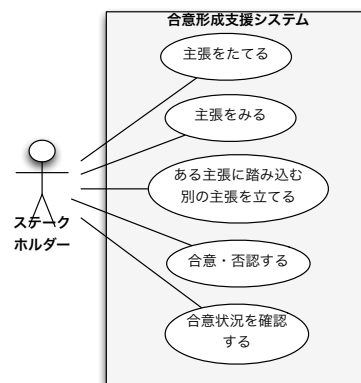 合意形成支援システム
主張をたてる
主張をみる
ある主張に踏み込む
別の主張を立てる
ステーク
ホルダー
合意・否認する
合意状況を確認
する